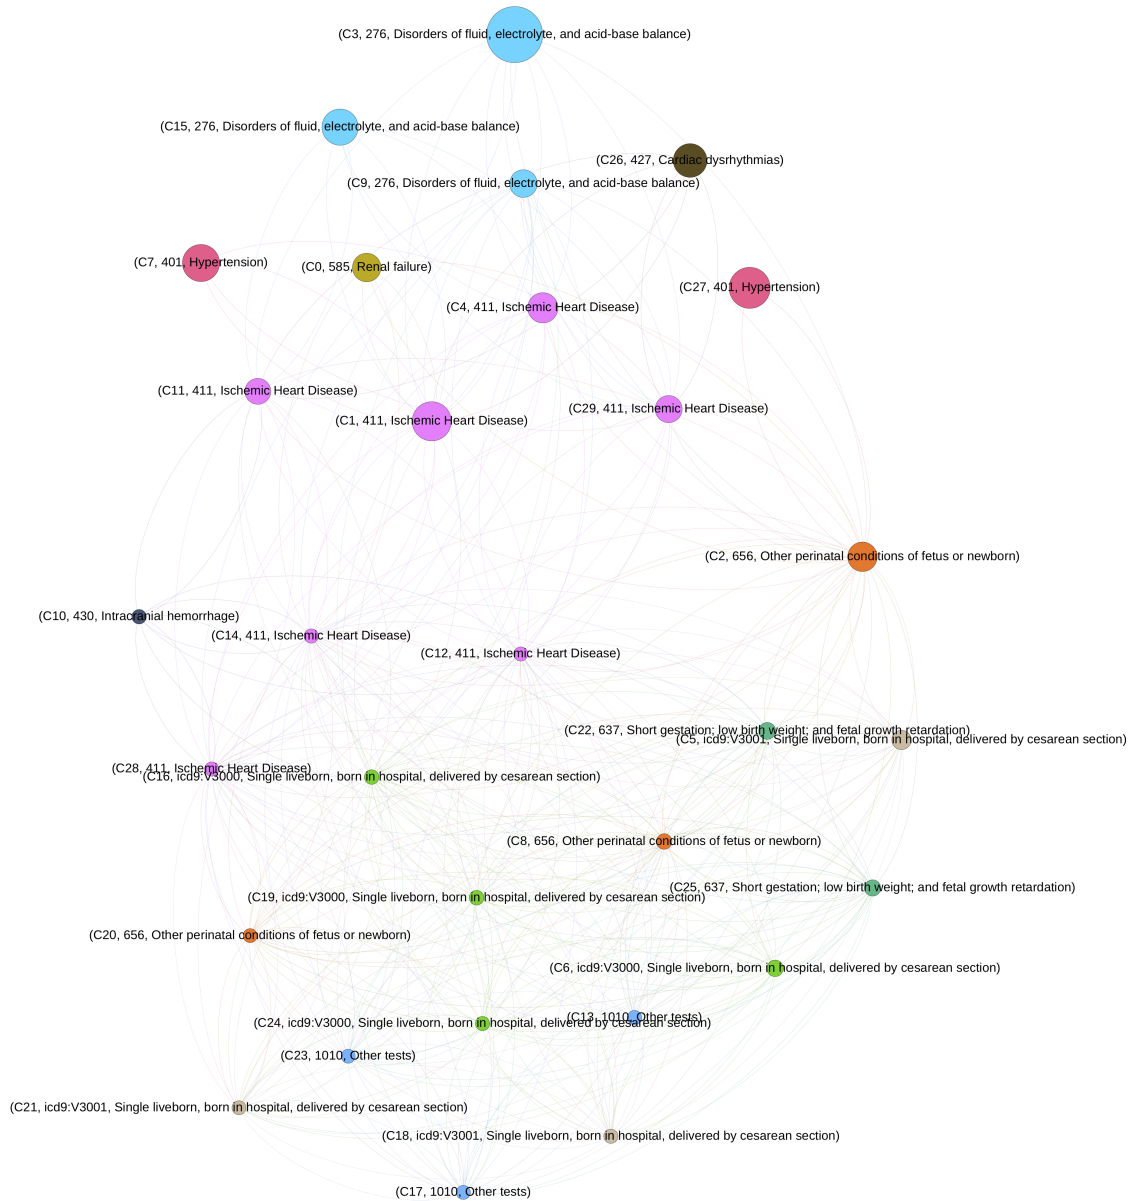 (C3, 276, Disorders of fluid, electrolyte, and acid-base balance)
(C15, 276, Disorders of fluid, electrolyte, and acid-base balance)
(C26, 427, Cardiac dysrhythmias)
(C9, 276, Disorders of fluid, electrolyte, and acid-base balance)
(C7, 401, Hypertension)
(C0, 585, Renal failure)
(C27, 401, Hypertension)
(C4, 411, Ischemic Heart Disease)
(C11, 411, Ischemic Heart Disease)
(C29, 411, Ischemic Heart Disease)
(C1, 411, Ischemic Heart Disease)
(C2, 656, Other perinatal conditions of fetus or newborn)
(C10, 430, Intracranial hemorrhage)
(C14, 411, Ischemic Heart Disease)
(C12, 411, Ischemic Heart Disease)
(C22, 637, Short gestation; low birth weight; and fetal growth retardation)
(C5, icd9:V3001, Single liveborn, born in hospital, delivered by cesarean section)
(C28, 411, Ischemic Heart Disease)
(C16, icd9:V3000, Single liveborn, born in hospital, delivered by cesarean section)
(C8, 656, Other perinatal conditions of fetus or newborn)
(C25, 637, Short gestation; low birth weight; and fetal growth retardation)
(C19, icd9:V3000, Single liveborn, born in hospital, delivered by cesarean section)
(C20, 656, Other perinatal conditions of fetus or newborn)
(C6, icd9:V3000, Single liveborn, born in hospital, delivered by cesarean section)
(C13, 1010, Other tests)
(C24, icd9:V3000, Single liveborn, born in hospital, delivered by cesarean section)
(C23, 1010, Other tests)
(C21, icd9:V3001, Single liveborn, born in hospital, delivered by cesarean section)
(C18, icd9:V3001, Single liveborn, born in hospital, delivered by cesarean section)
(C17, 1010, Other tests)